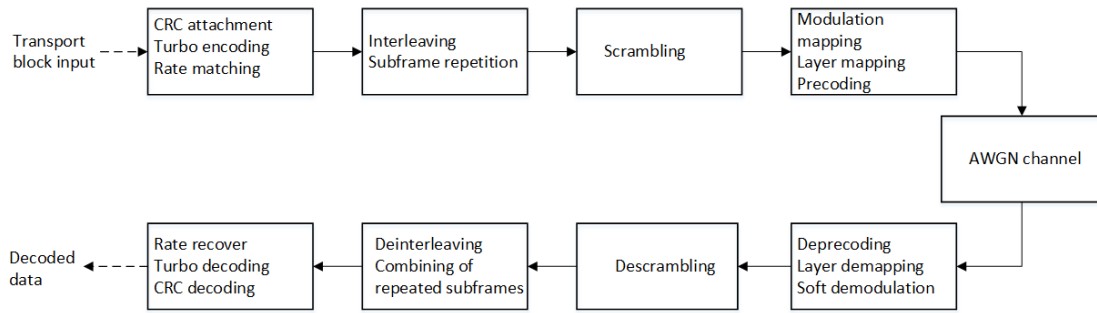 Transport
block input
CRC attachment
Turbo encoding
Rate matching
Interleaving
Subframe repetition
Scrambling
Modulation
mapping
Layer mapping
Precoding
AWGN channel
Deprecoding
Layer demapping
Soft demodulation
Descrambling
Deinterleaving
Combining of
repeated subframes
Rate recover
Turbo decoding
CRC decoding
Decoded
data